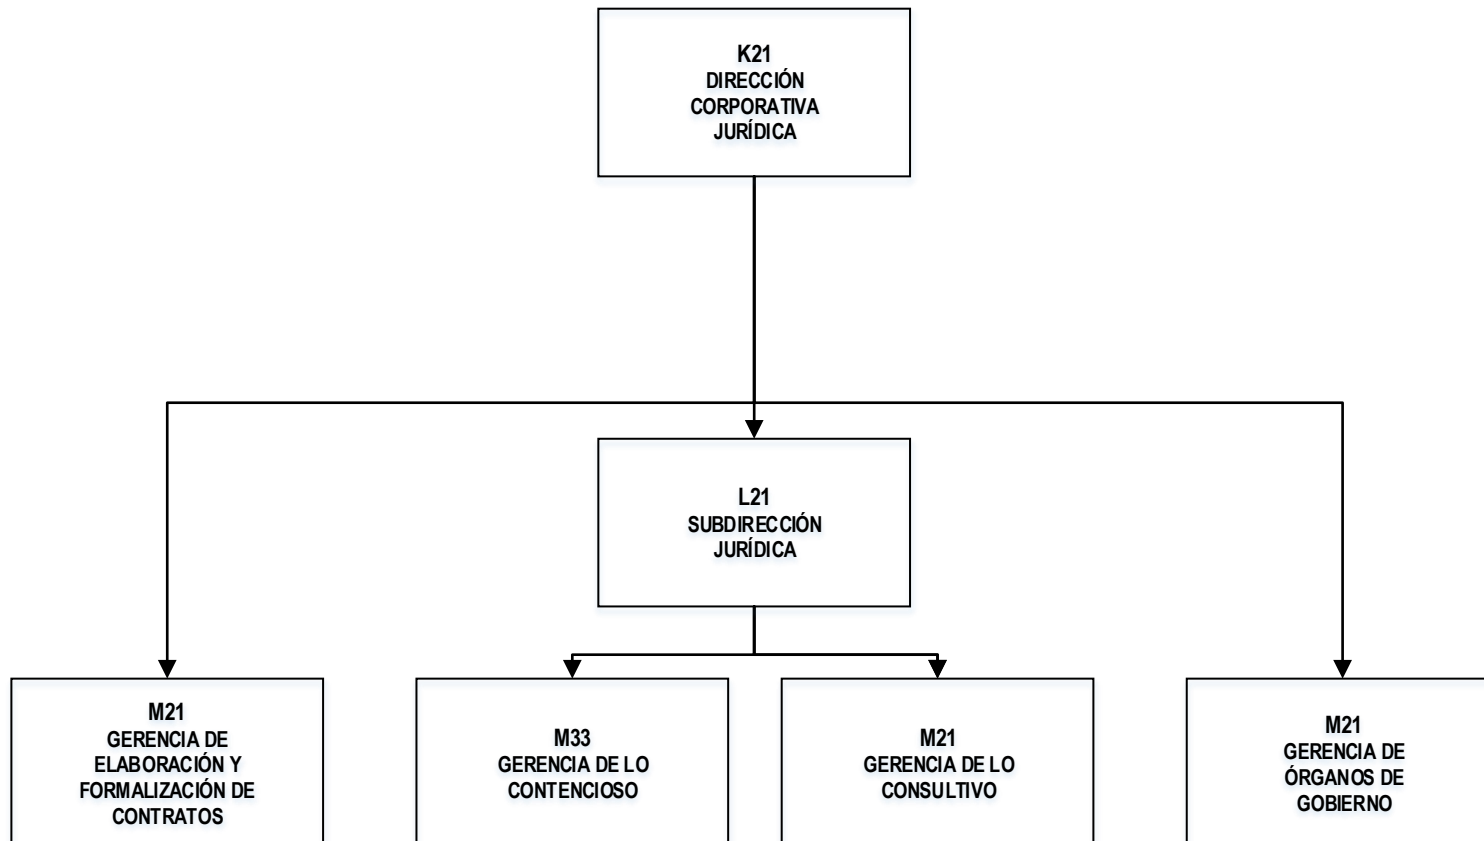 K21
DIRECCIÓN
CORPORATIVA
JURÍDICA
L21
SUBDIRECCIÓN
JURÍDICA
M21
GERENCIA DE
ELABORACIÓN Y
FORMALIZACIÓN DE
CONTRATOS
M33
GERENCIA DE LO
CONTENCIOSO
M21
GERENCIA DE LO
CONSULTIVO
M21
GERENCIA DE
ÓRGANOS DE
GOBIERNO